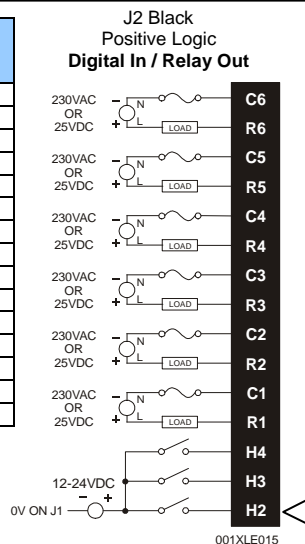 J2 Black
Positive Logic
Digital In / Relay Out
230VAC
OR
25VDC
– N
+ L
LOAD
C6
R6
230VAC
OR
25VDC
– N
+ L
LOAD
C5
R5
230VAC
OR
25VDC
– N
+ L
LOAD
C4
R4
230VAC
OR
25VDC
– N
+ L
LOAD
C3
R3
230VAC
OR
25VDC
– N
+ L
LOAD
C2
R2
230VAC
OR
25VDC
– N
+ L
LOAD
C1
R1
H4
H3
H2
12-24VDC
– +
0V ON J1
001XLE015